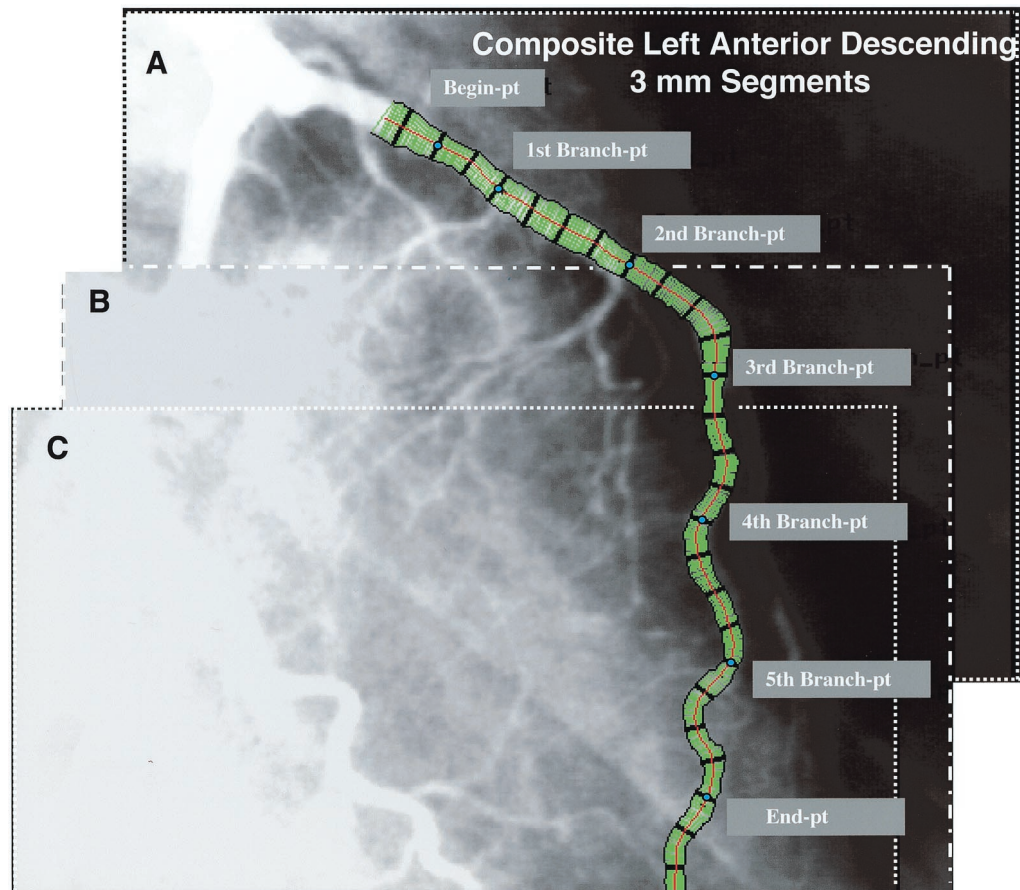 Composite Left Anterior Descending
3 mm Segments
A
Begin-pt
1st Branch-pt
2nd Branch-pt
B
3rd Branch-pt
C
4th Branch-pt
5th Branch-pt
End-pt